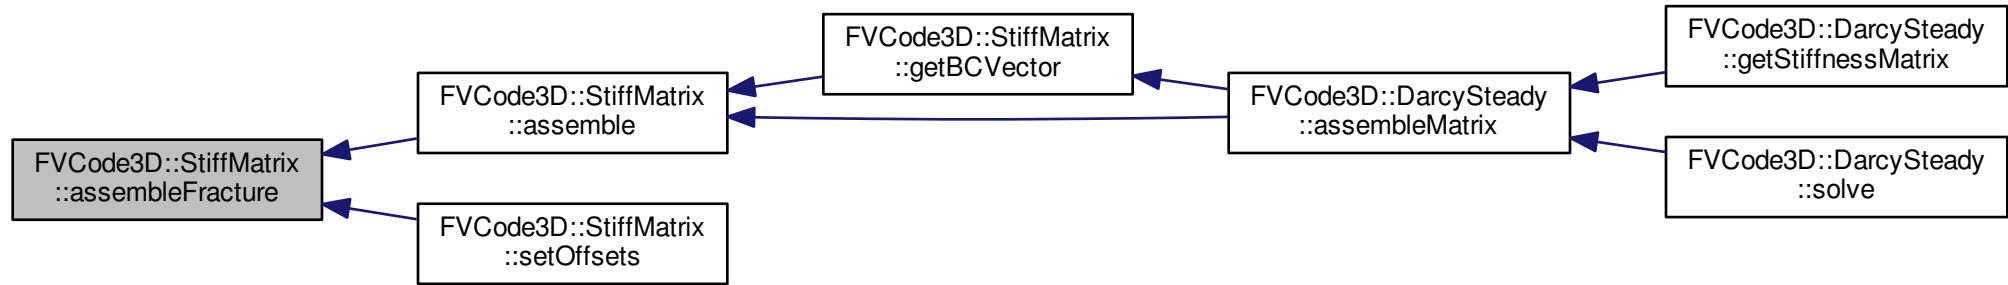 FVCode3D::StiffMatrix
::assembleFracture
FVCode3D::StiffMatrix
::assemble
FVCode3D::StiffMatrix
::setOffsets
FVCode3D::StiffMatrix
::getBCVector
FVCode3D::DarcySteady
::assembleMatrix
FVCode3D::DarcySteady
::getStiffnessMatrix
FVCode3D::DarcySteady
::solve